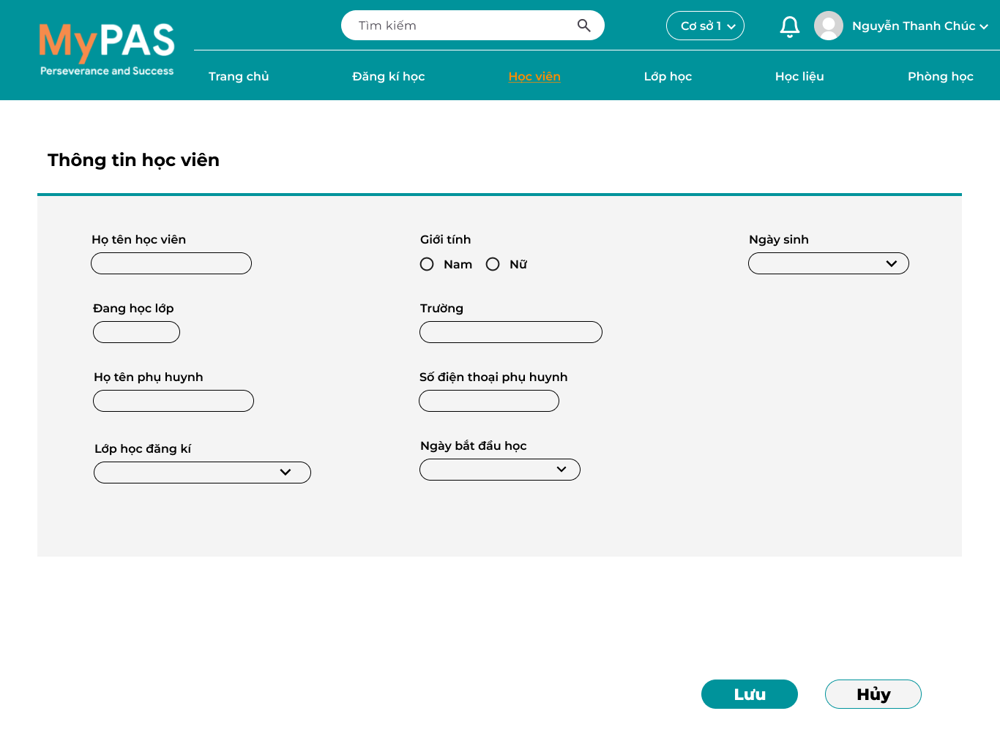 MyPAS
Perseverance and Success
Tìm kiếm
Cơ sở 1
Nguyễn Thanh Chúc
Trang chủ
Đăng kí học
Học viên
Lớp học
Học liệu
Phòng học
Thông tin học viên
Họ tên học viên
Giới tính
Ngày sinh
Nam
Nữ
Đang học lớp
Trường
Họ tên phụ huynh
Số điện thoại phụ huynh
Lớp học đăng kí
Ngày bắt đầu học
Lưu
Hủy